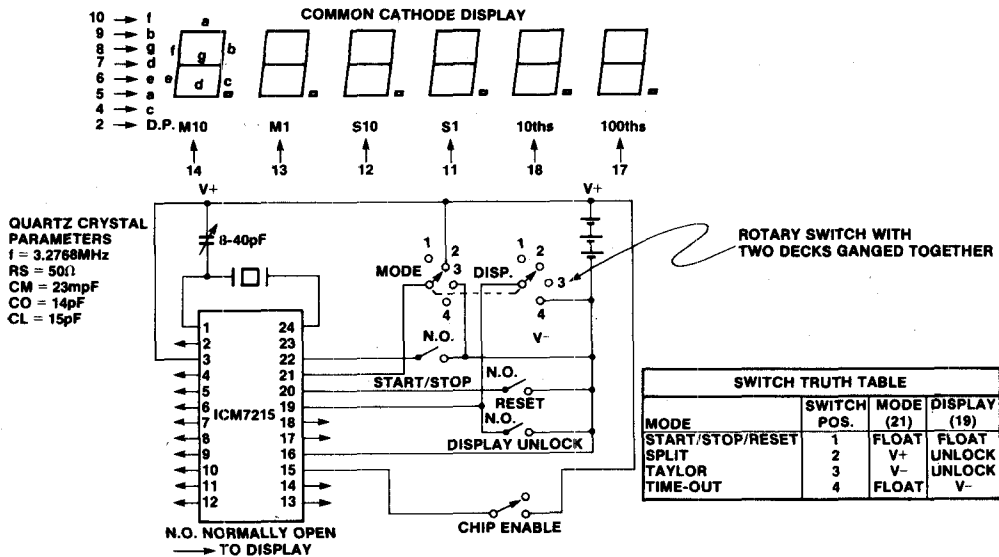 COMMON CATHODE DISPLAY
10 → f
9 → b
8 → g
7 → d
6 → e
5 → a
4 → c
2 → D.P.
a
f
b
g
e
d
c
M10
M1
S10
S1
10ths
100ths
14
13
12
11
18
17
V+
V+
QUARTZ CRYSTAL
PARAMETERS
f = 3.2768MHz
RS = 50Ω
CM = 23mpF
CO = 14pF
CL = 15pF
8-40pF
MODE
1
2
3
4
DISP.
1
2
3
4
V-
ROTARY SWITCH WITH
TWO DECKS GANGED TOGETHER
1
2
3
4
5
6
7
8
9
10
11
12
ICM7215
24
23
22
21
20
19
18
17
16
15
14
13
N.O.
START/STOP
N.O.
RESET
N.O.
DISPLAY UNLOCK
CHIP ENABLE
N.O. NORMALLY OPEN
→ TO DISPLAY
SWITCH TRUTH TABLE
MODE SWITCH POS. MODE (21) DISPLAY (19)
START/STOP/RESET 1 FLOAT FLOAT
SPLIT 2 V+ UNLOCK
TAYLOR 3 V- UNLOCK
TIME-OUT 4 FLOAT V-